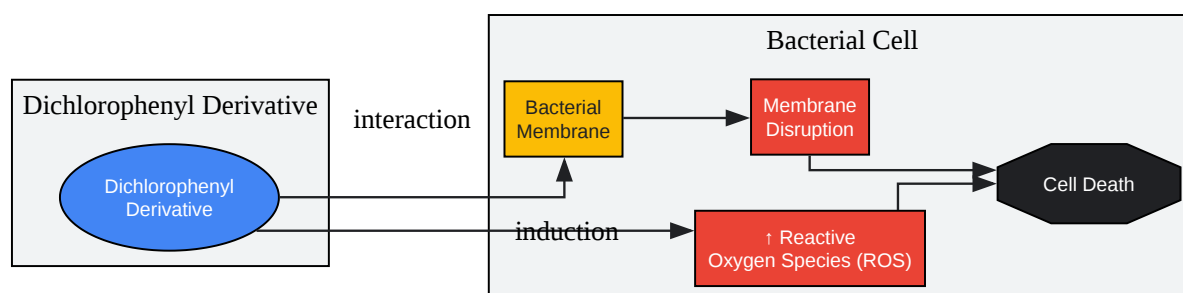 Dichlorophenyl Derivative
Dichlorophenyl
Derivative
interaction
induction
Bacterial Cell
Bacterial
Membrane
Membrane
Disruption
↑ Reactive
Oxygen Species (ROS)
Cell Death